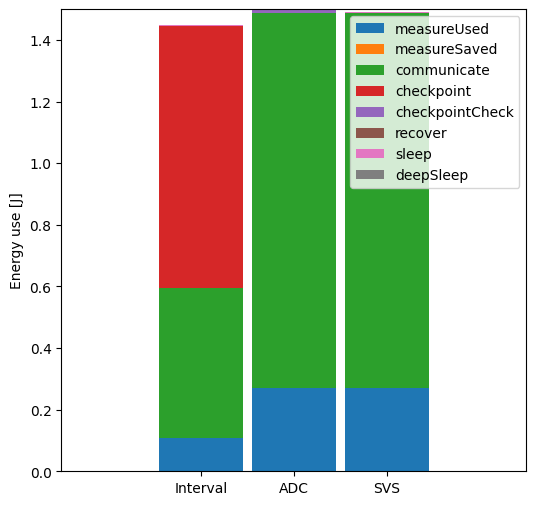 Energy use [J]
1.4
1.2
1.0
0.8
0.6
0.4
0.2
0.0
Interval
ADC
SVS
measureUsed
measureSaved
communicate
checkpoint
checkpointCheck
recover
sleep
deepSleep